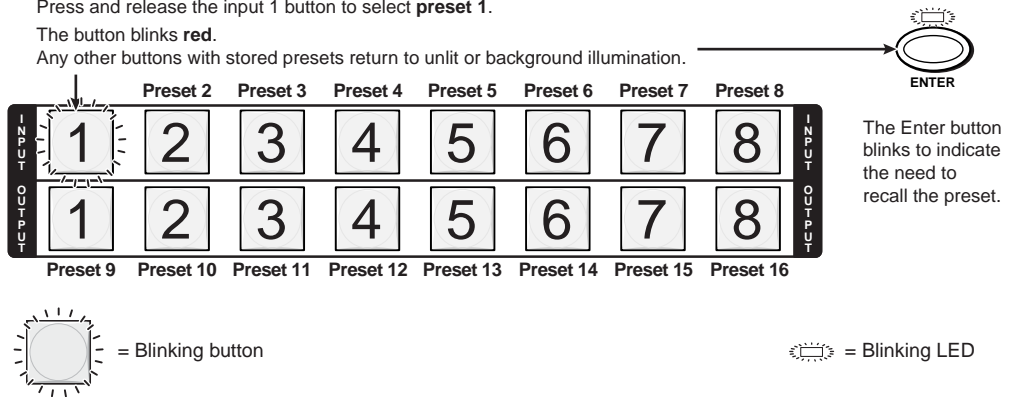 Press and release the input 1 button to select preset 1.
The button blinks red.
Any other buttons with stored presets return to unlit or background illumination.
ENTER
Preset 2 Preset 3 Preset 4 Preset 5 Preset 6 Preset 7 Preset 8
INPUT 1 2 3 4 5 6 7 8 INPUT
OUTPUT 1 2 3 4 5 6 7 8 OUTPUT
Preset 9 Preset 10 Preset 11 Preset 12 Preset 13 Preset 14 Preset 15 Preset 16
The Enter button
blinks to indicate
the need to
recall the preset.
= Blinking button
= Blinking LED